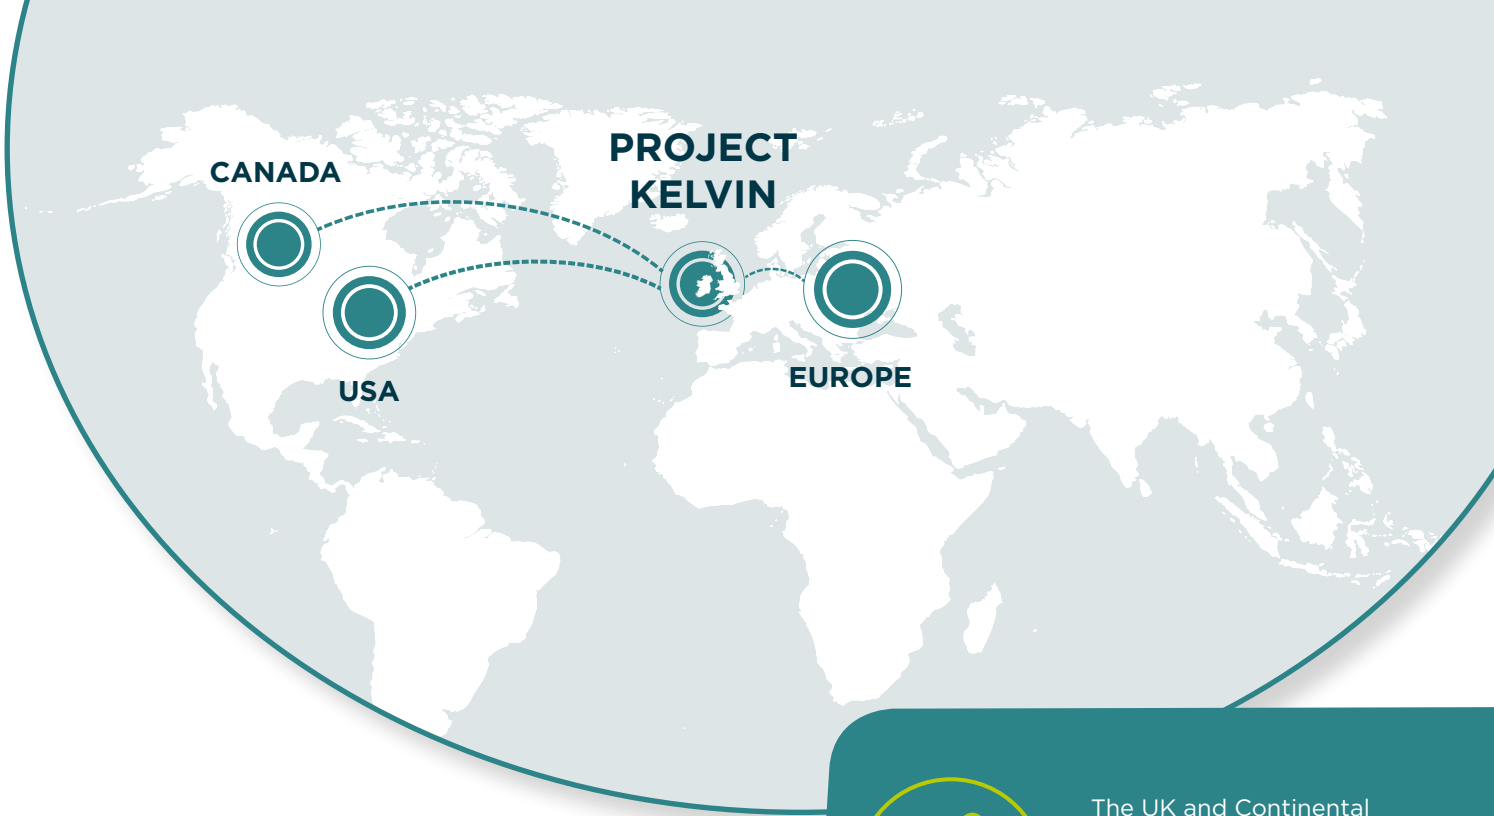 PROJECT
KELVIN
CANADA
USA
EUROPE
The UK and Continental